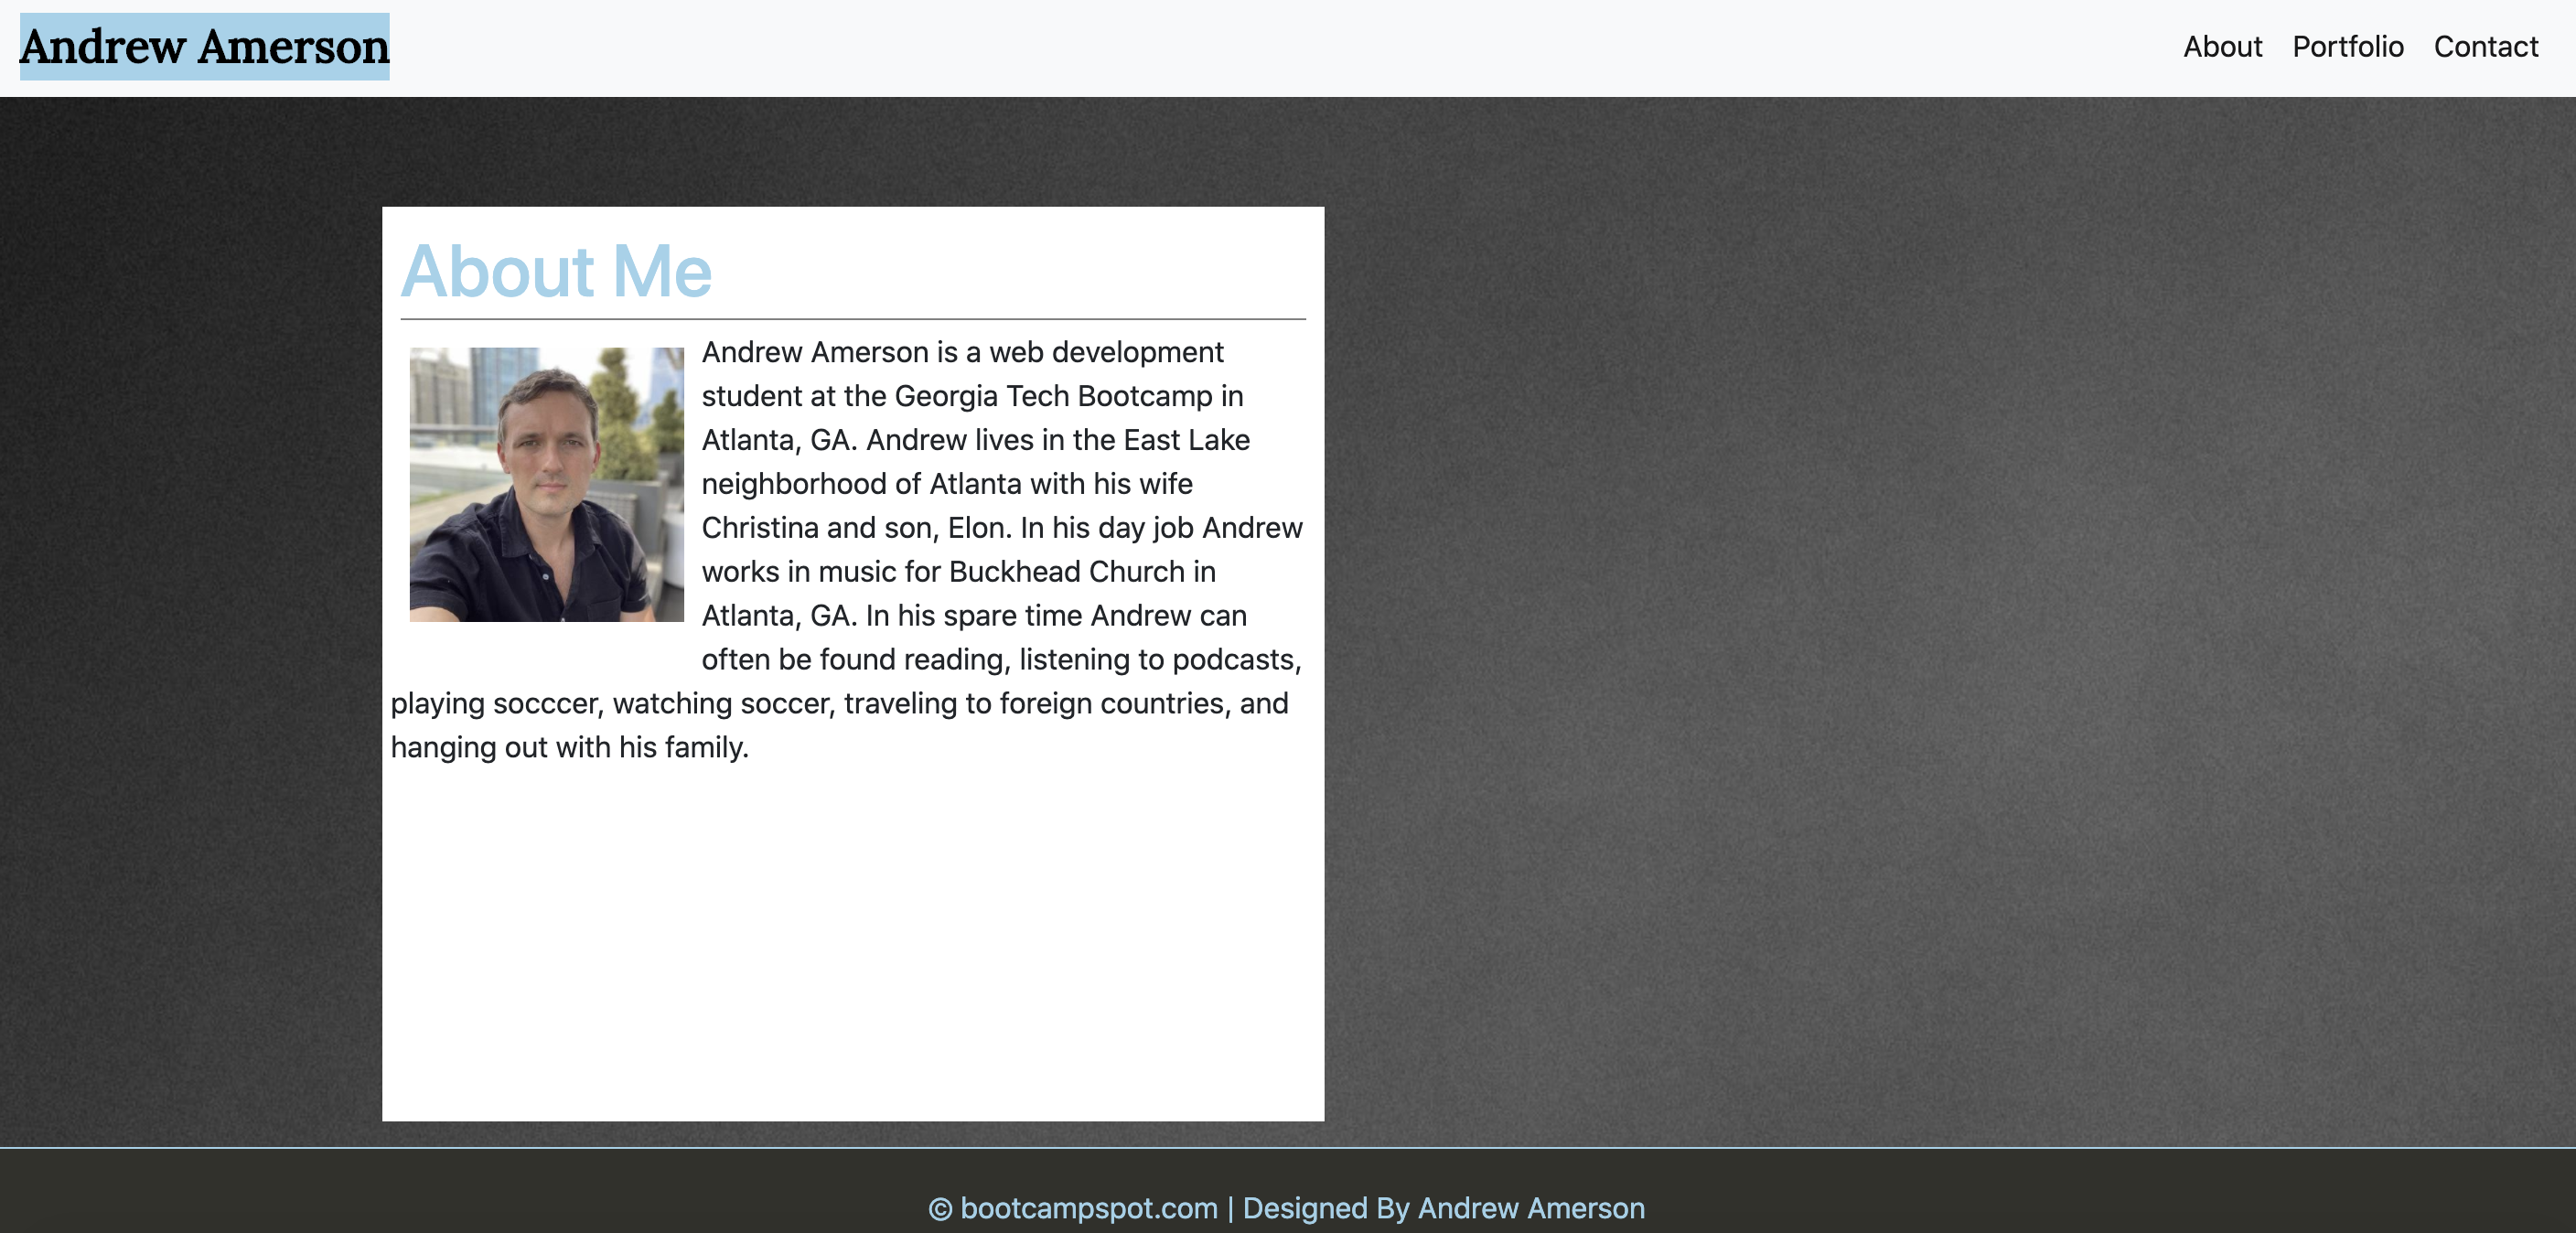 Andrew Amerson
About Portfolio Contact
About Me
Andrew Amerson is a web development
student at the Georgia Tech Bootcamp in
Atlanta, GA. Andrew lives in the East Lake
neighborhood of Atlanta with his wife
Christina and son, Elon. In his day job Andrew
works in music for Buckhead Church in
Atlanta, GA. In his spare time Andrew can
often be found reading, listening to podcasts,
playing socccer, watching soccer, traveling to foreign countries, and
hanging out with his family.
© bootcampspot.com | Designed By Andrew Amerson